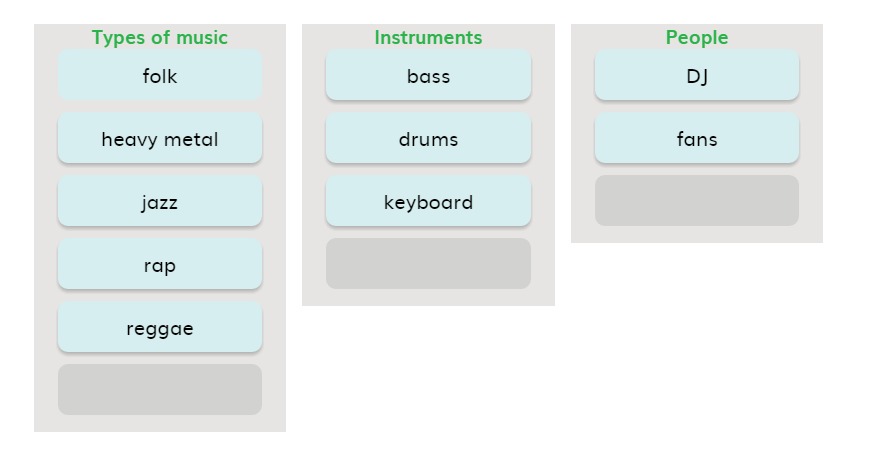 Types of music
folk
heavy metal
jazz
rap
reggae
Instruments
bass
drums
keyboard
People
DJ
fans